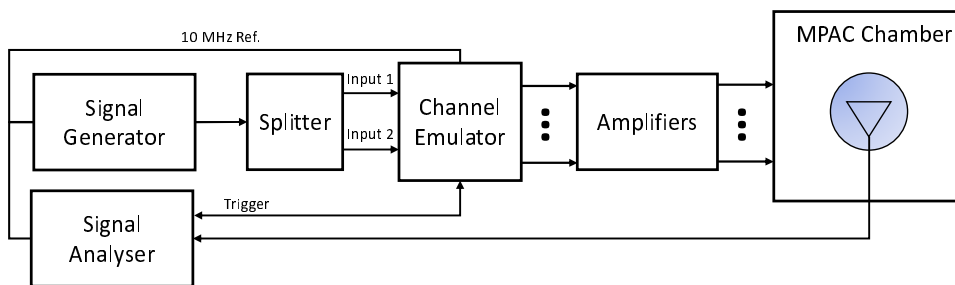 10 MHz Ref.
MPAC Chamber
Signal
Generator
Splitter
Input 1
Input 2
Channel
Emulator
Amplifiers
Trigger
Signal
Analyser